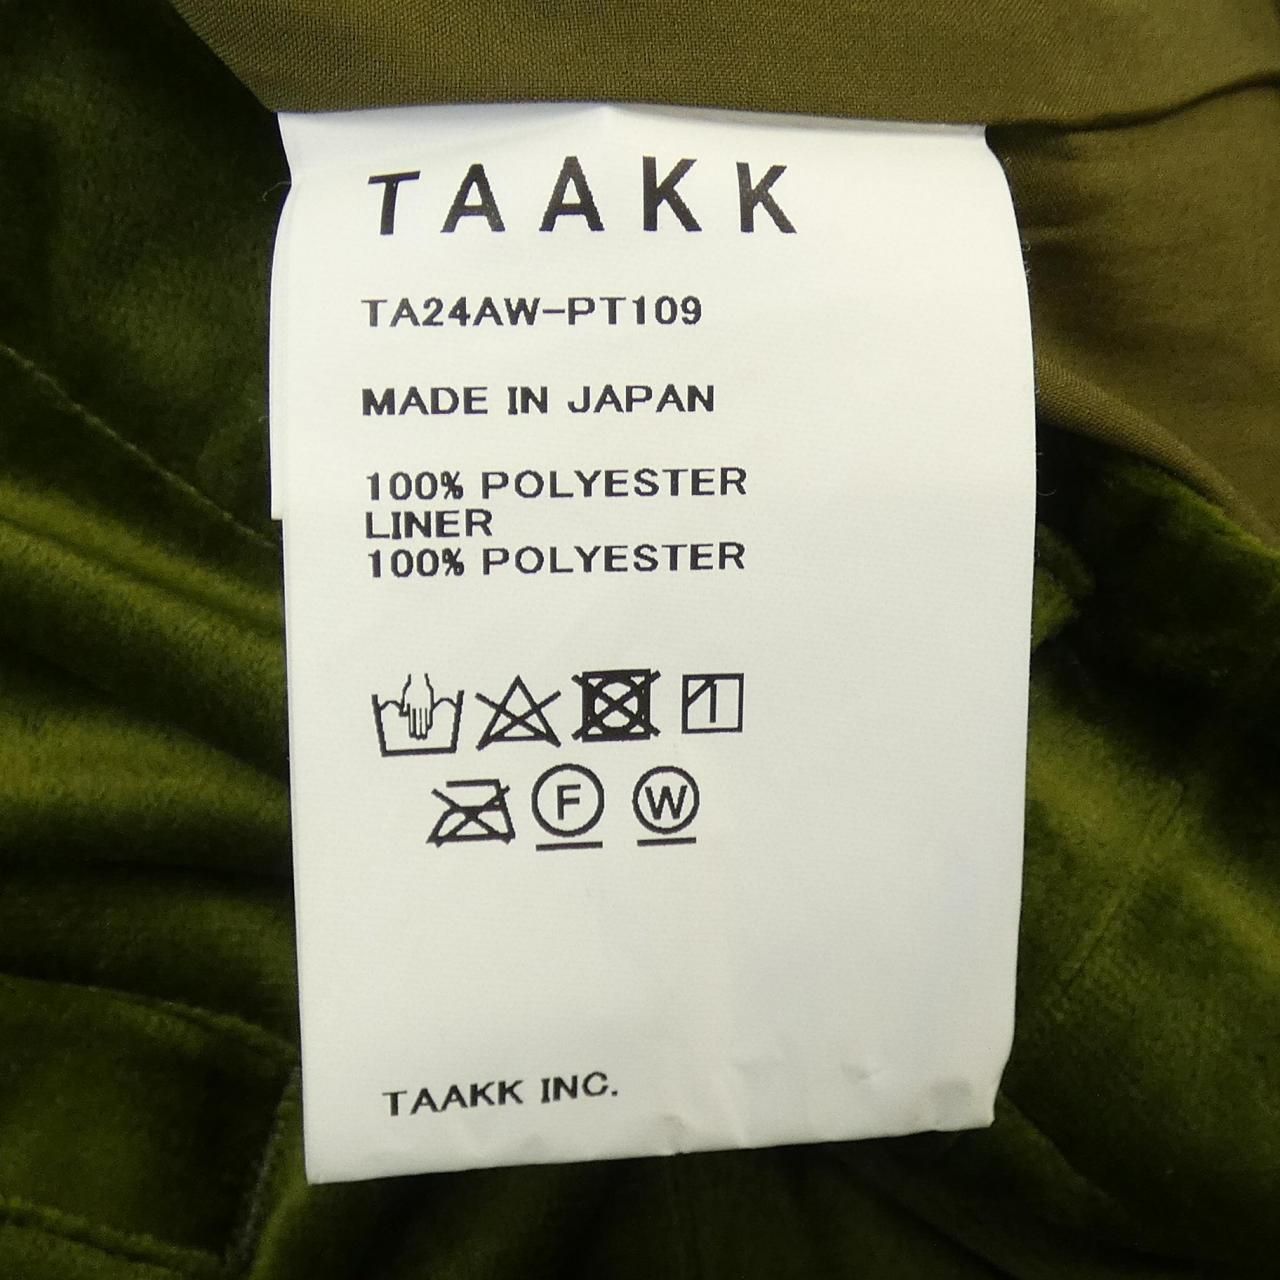 TAAKK
TA24AW-PT109
MADE IN JAPAN
100% POLYESTER
LINER
100% POLYESTER
F W
TAAKK INC.